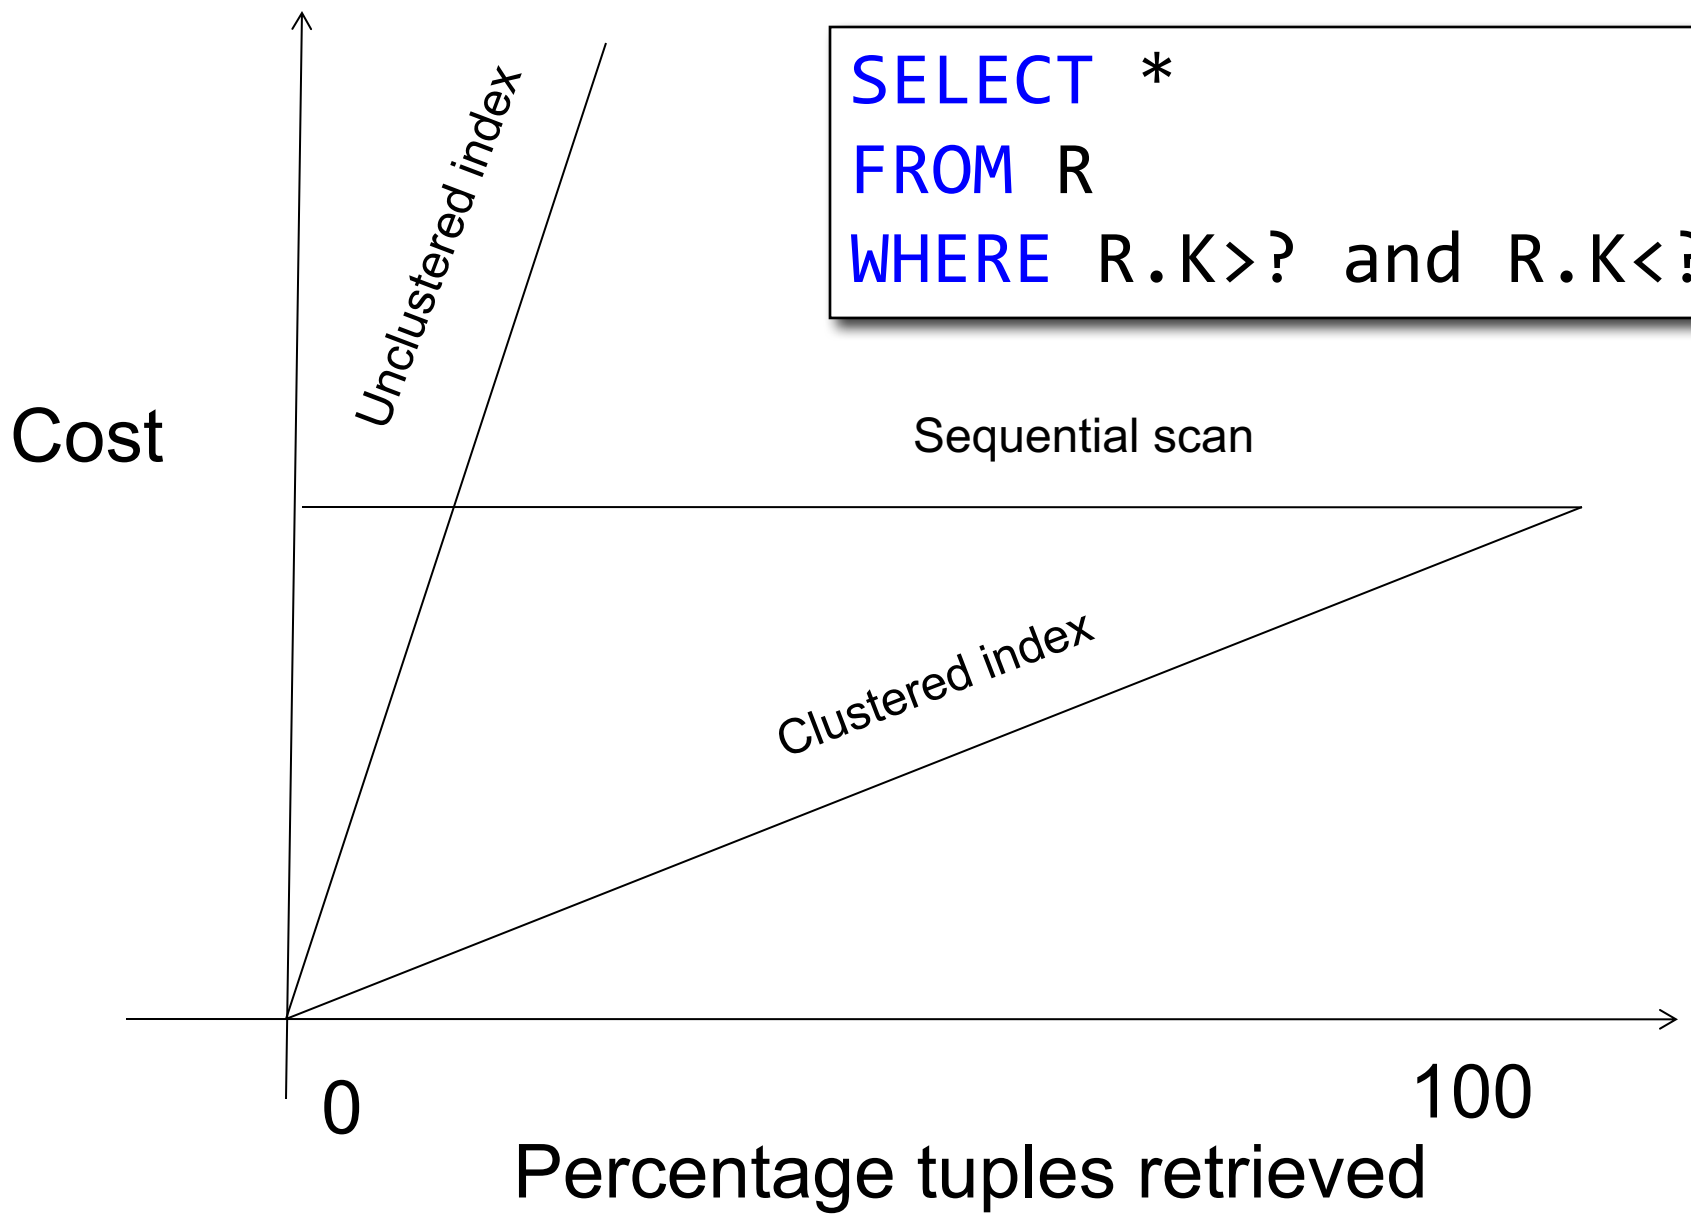 SELECT *
FROM R
WHERE R.K>? and R.K<?
Unclustered index
Cost
Sequential scan
Clustered index
0
100
Percentage tuples retrieved